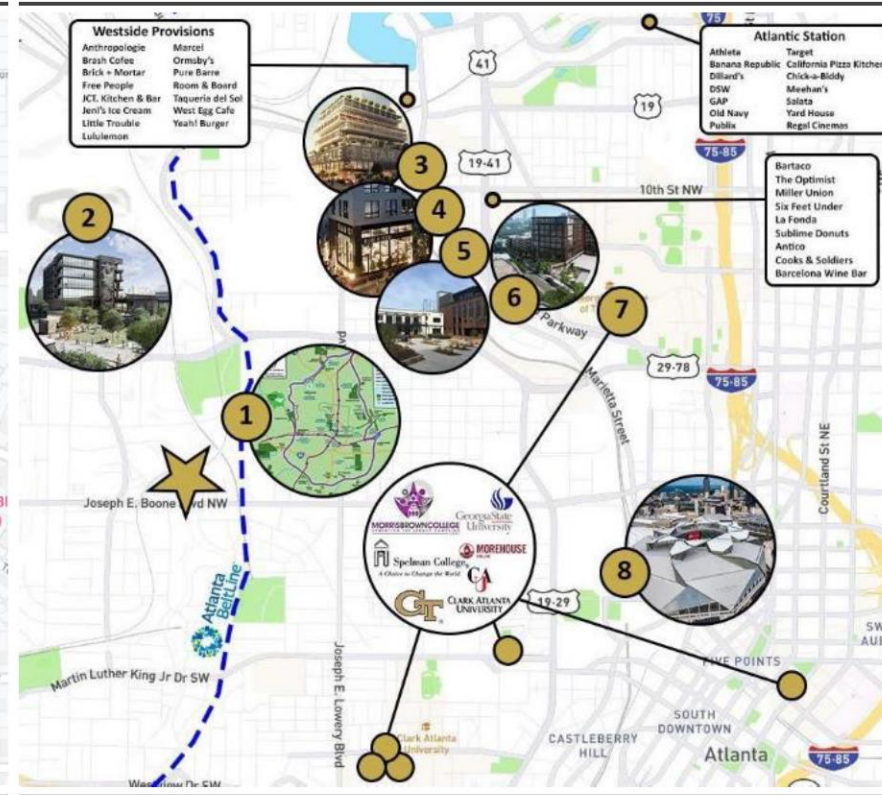 Westside Provisions
Anthropologie Marcel
Brash Cofee Ormsby's
Brick + Mortar Pure Barre
Free People Room & Board
JCT. Kitchen & Bar Taqueria del Sol
Jeni's Ice Cream West Egg Cafe
Little Trouble Yeah! Burger
Lululemon
75
Atlantic Station
Athleta Target
Banana Republic California Pizza Kitchen
Dillard's Chick-a-Biddy
DSW Meehan's
GAP Salata
Old Navy Yard House
Publix Regal Cinemas
41
19
75-85
19-41
10th St NW
Bartaco
The Optimist
Miller Union
Six Feet Under
La Fonda
Sublime Donuts
Antico
Cooks & Soldiers
Barcelona Wine Bar
3
4
2
5
6
7
Parkway
29-78
75-85
Marietta Street
Courtland St NE
1
Joseph E. Boone
vd NW
MORRIS BROWN COLLEGE
Georgia State
University
Spelman College
A Choice to Change the World
MOREHOUSE
CLARK ATLANTA
UNIVERSITY
GT
8
19-29
Atlanta
BeltLine
Martin Luther King Jr Dr SW
Joseph E. Lowery Blvd
Clark Atlanta
University
FIVE POINTS
SOUTH
DOWNTOWN
CASTLEBERRY
HILL
Atlanta
75-85